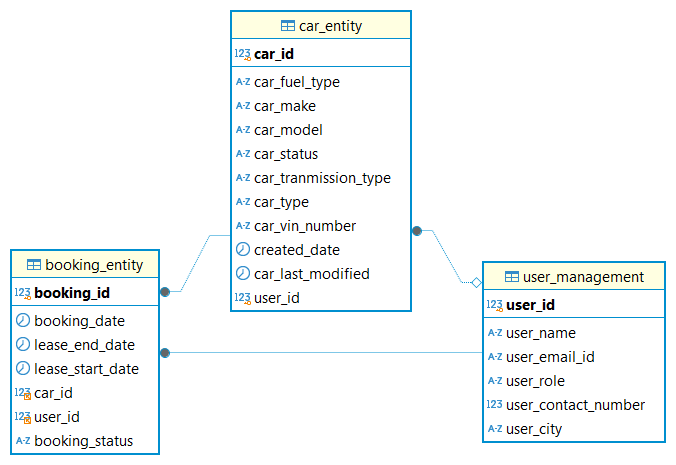 car_entity
123 car_id
A-Z car_fuel_type
A-Z car_make
A-Z car_model
A-Z car_status
A-Z car_tranmission_type
A-Z car_type
A-Z car_vin_number
created_date
car_last_modified
123 user_id
booking_entity
123 booking_id
booking_date
lease_end_date
lease_start_date
123 car_id
123 user_id
A-Z booking_status
user_management
123 user_id
A-Z user_name
A-Z user_email_id
A-Z user_role
123 user_contact_number
A-Z user_city